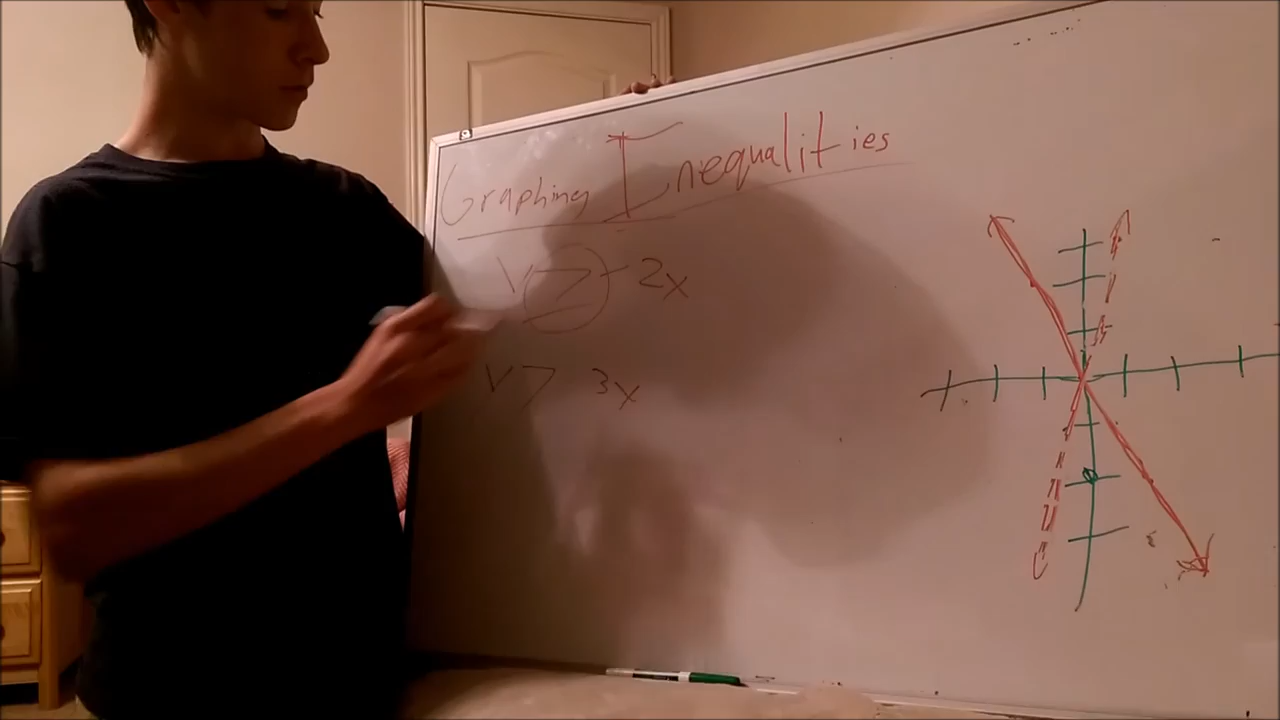 Graphing Inequalities
y ≥ - 2x
y > 3x